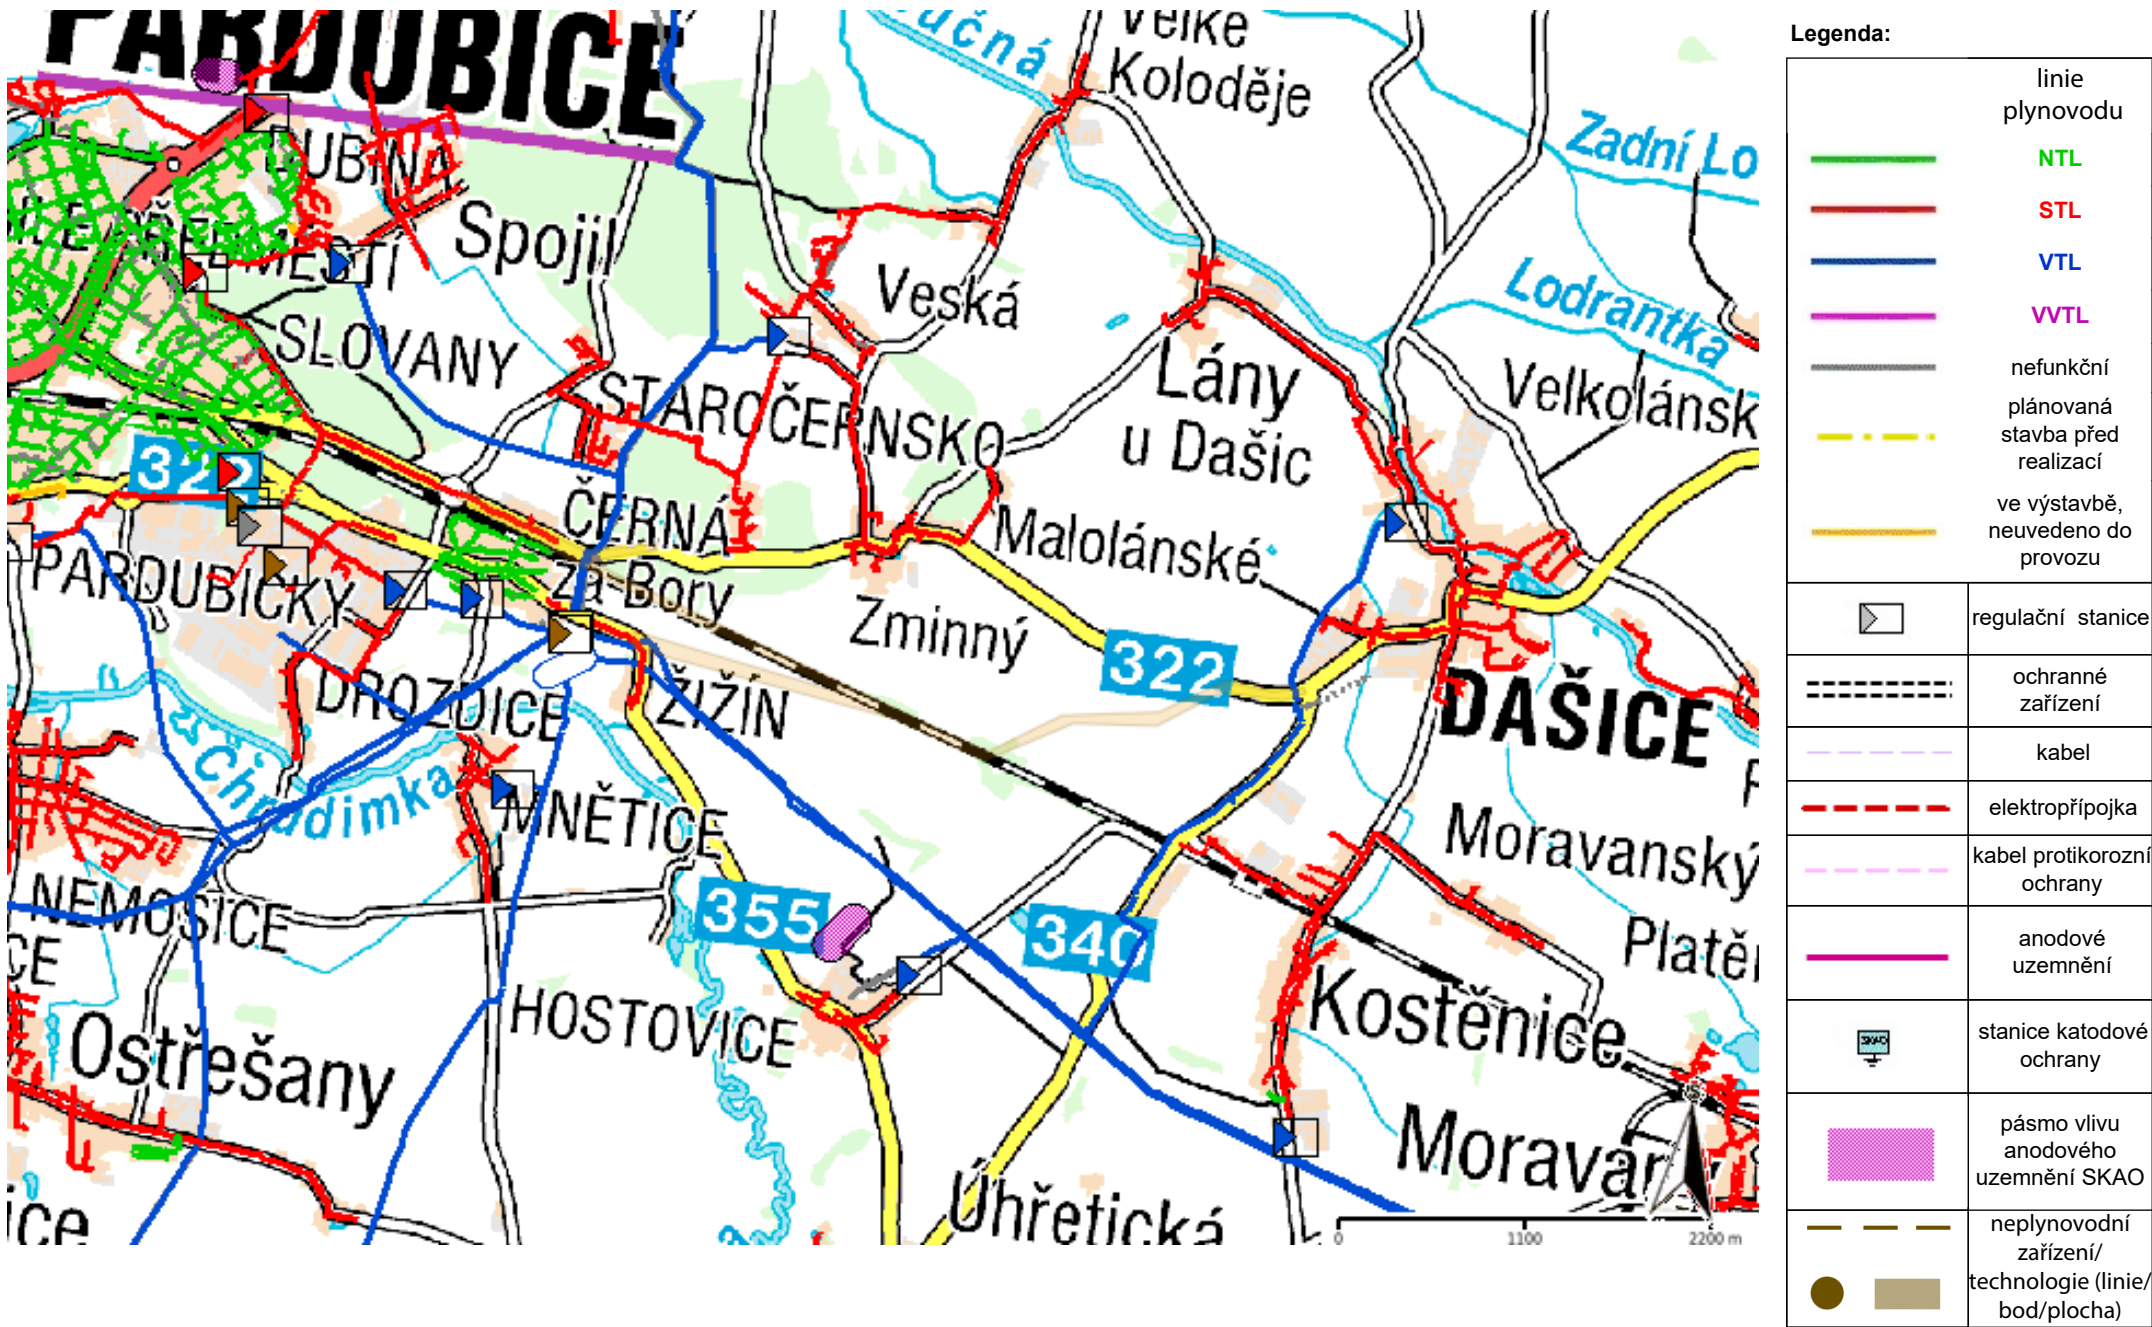 PARDUBICE
Velké
Koloděje
Zadní Lo
DUBINA
Spojil
Veská
Lodrantka
SLOVANY
Lány
u Dašic
Velkolánsk
STAROČERNSKO
322
ČERNÁ
za Bory
Malolánské
PARDUBIČKY
Zminný
322
DROZDICE
ŽIŽÍN
DAŠICE
Chrudimka
MNĚTICE
Moravanský
NEMOŠICE
355
340
Platěn
HOSTOVICE
Kostěnice
Ostřešany
Úhřetická
0
1100
2200 m
Legenda:
linie
plynovodu
NTL
STL
VTL
VVTL
nefunkční
plánovaná
stavba před
realizací
ve výstavbě,
neuvedeno do
provozu
regulační stanice
ochranné
zařízení
kabel
elektropřípojka
kabel protikorozní
ochrany
anodové
uzemnění
SKAO
stanice katodové
ochrany
pásmo vlivu
anodového
uzemnění SKAO
neplynovodní
zařízení/
technologie (linie/
bod/plocha)